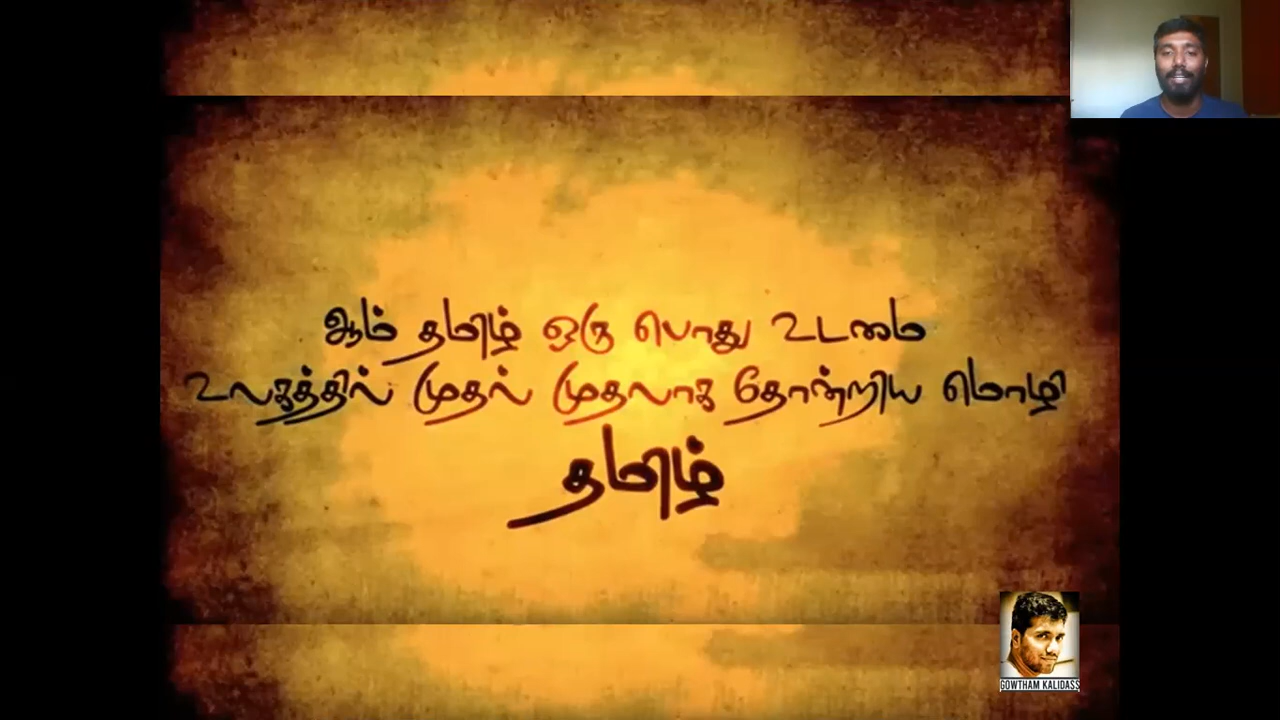 ஆம் தமிழ் ஒரு பொது உடமை
உலகத்தில் முதல் முதலாக தோன்றிய மொழி
தமிழ்
GOWTHAM KALIDASS